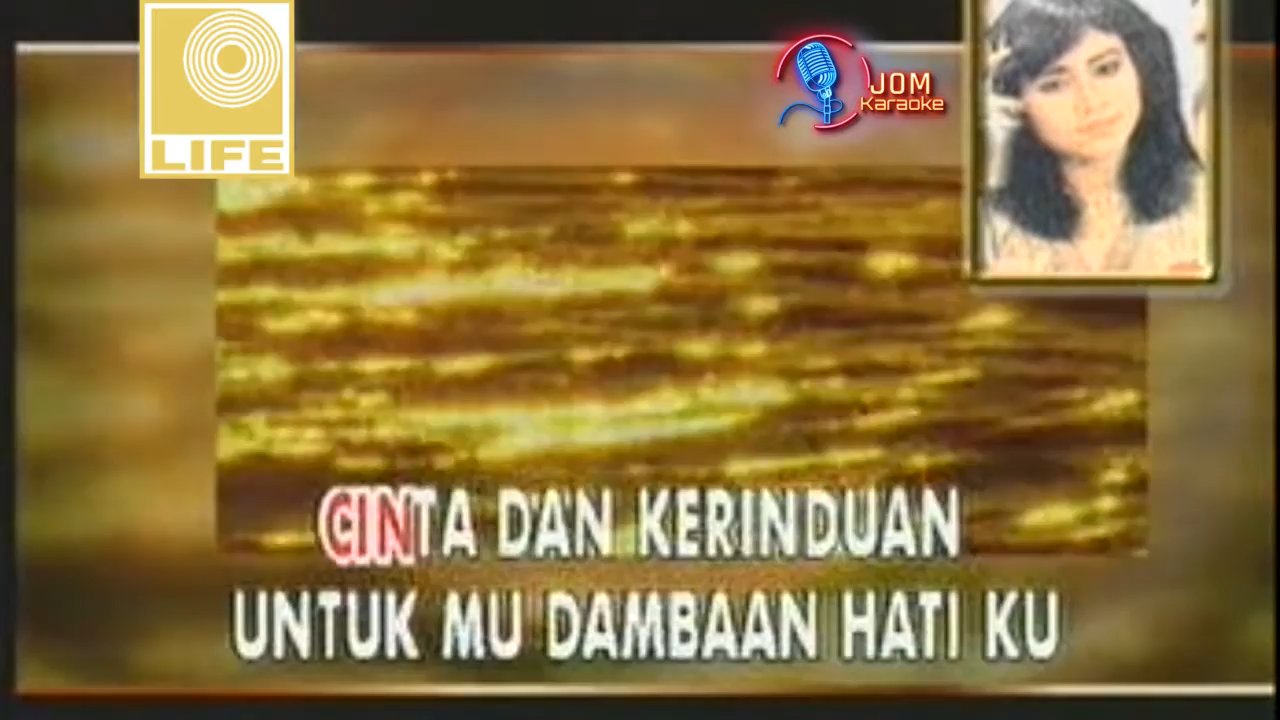 LIFE
JOM
Karaoke
CINTA DAN KERINDUAN
UNTUK MU DAMBAAN HATI KU